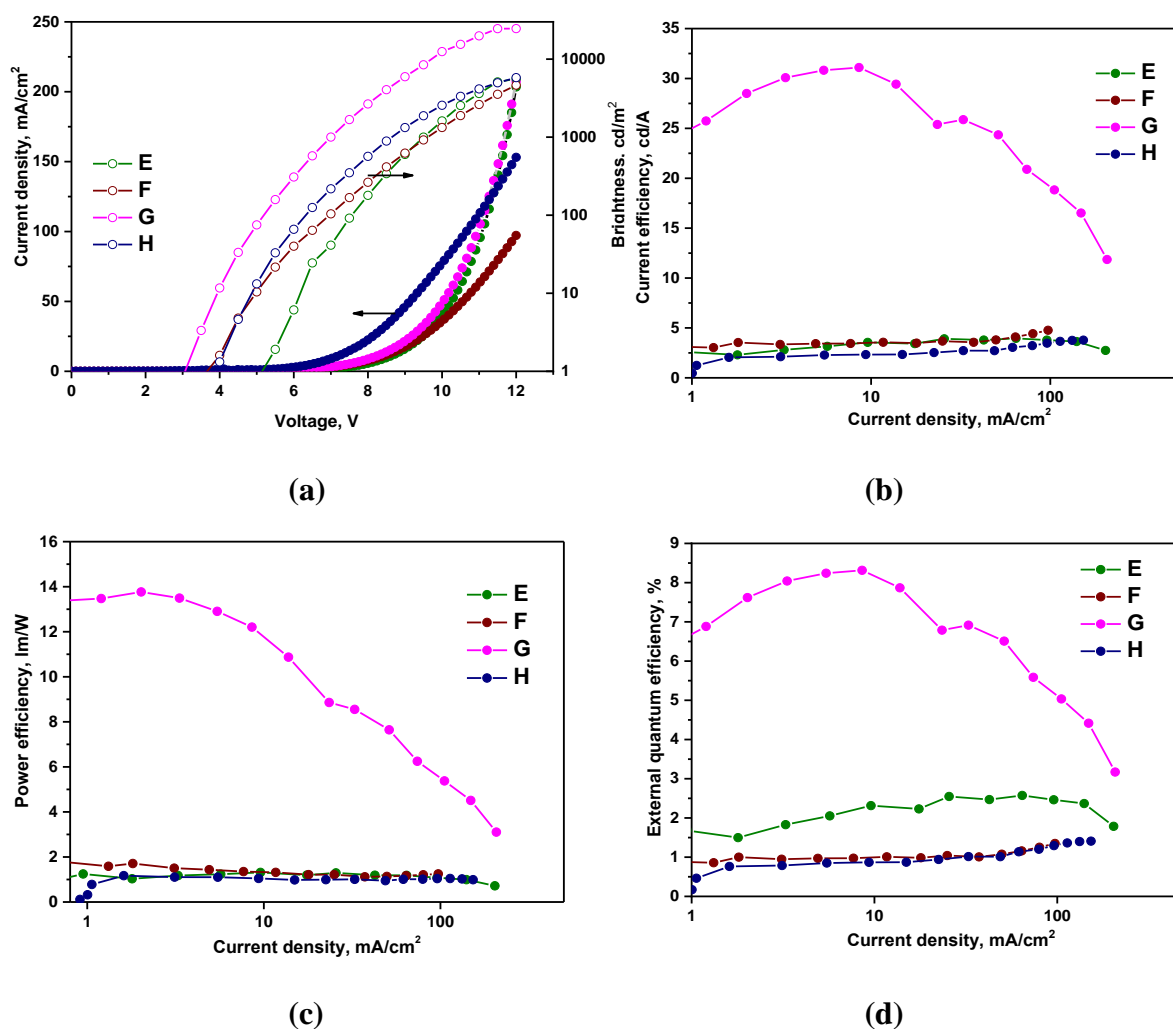 250
200
150
100
50
0
Current density, mA/cm²
0 2 4 6 8 10 12
Voltage, V
10000
1000
100
10
1
Brightness. cd/m²
E
F
G
H
(a)
35
30
25
20
15
10
5
0
Current efficiency, cd/A
1 10 100
Current density, mA/cm²
E
F
G
H
(b)
16
14
12
10
8
6
4
2
0
Power efficiency, lm/W
1 10 100
Current density, mA/cm²
E
F
G
H
(c)
9
8
7
6
5
4
3
2
1
0
External quantum efficiency, %
1 10 100
Current density, mA/cm²
E
F
G
H
(d)